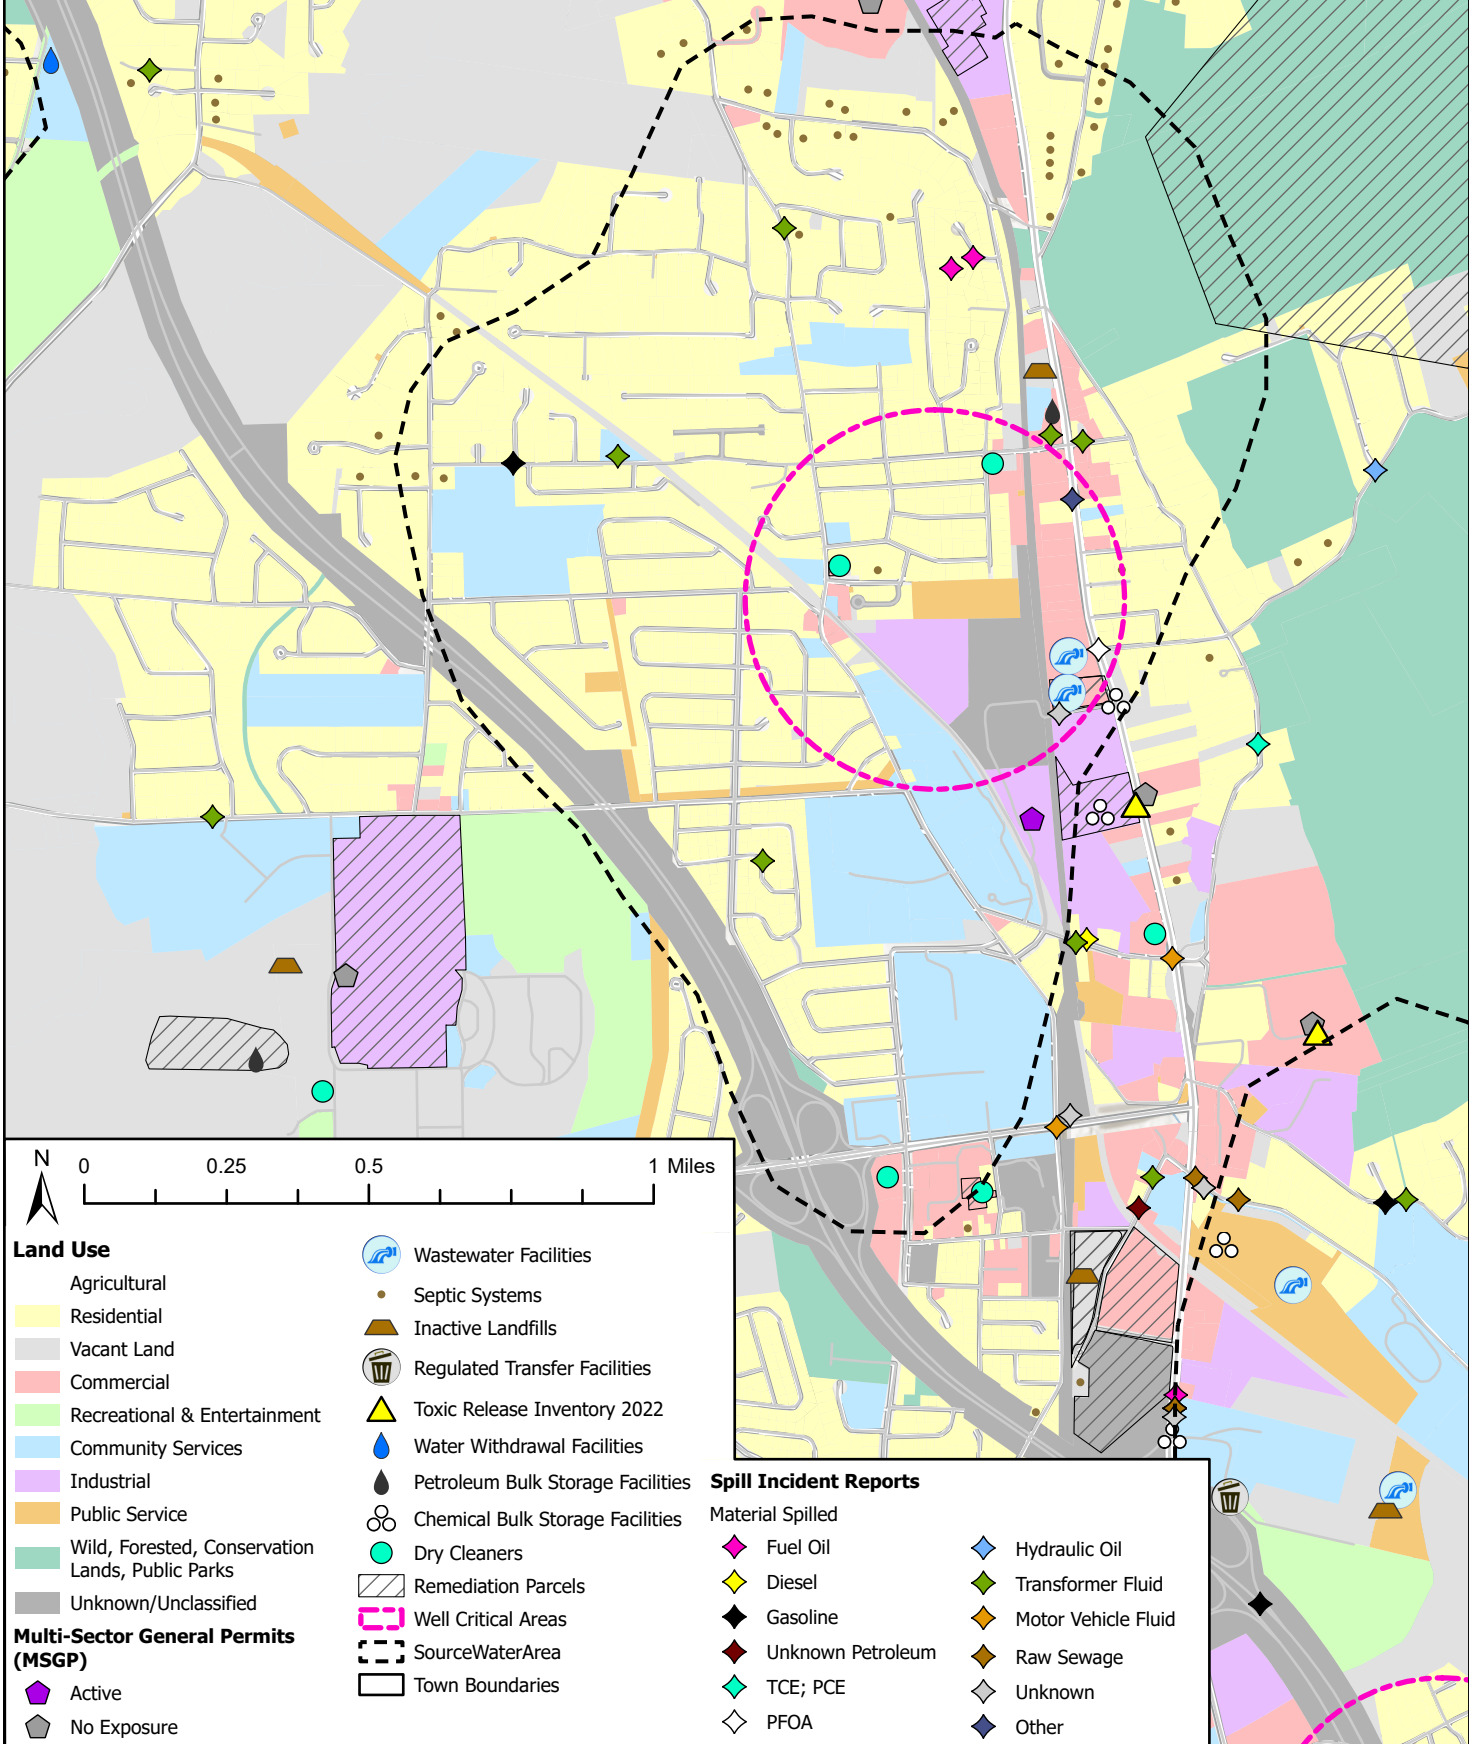 N
0 0.25 0.5 1 Miles
Land Use
Agricultural
Residential
Vacant Land
Commercial
Recreational & Entertainment
Community Services
Industrial
Public Service
Wild, Forested, Conservation
Lands, Public Parks
Unknown/Unclassified
Multi-Sector General Permits
(MSGP)
Active
No Exposure
Wastewater Facilities
Septic Systems
Inactive Landfills
Regulated Transfer Facilities
Toxic Release Inventory 2022
Water Withdrawal Facilities
Petroleum Bulk Storage Facilities
Chemical Bulk Storage Facilities
Dry Cleaners
Remediation Parcels
Well Critical Areas
SourceWaterArea
Town Boundaries
Spill Incident Reports
Material Spilled
Fuel Oil
Diesel
Gasoline
Unknown Petroleum
TCE; PCE
PFOA
Hydraulic Oil
Transformer Fluid
Motor Vehicle Fluid
Raw Sewage
Unknown
Other